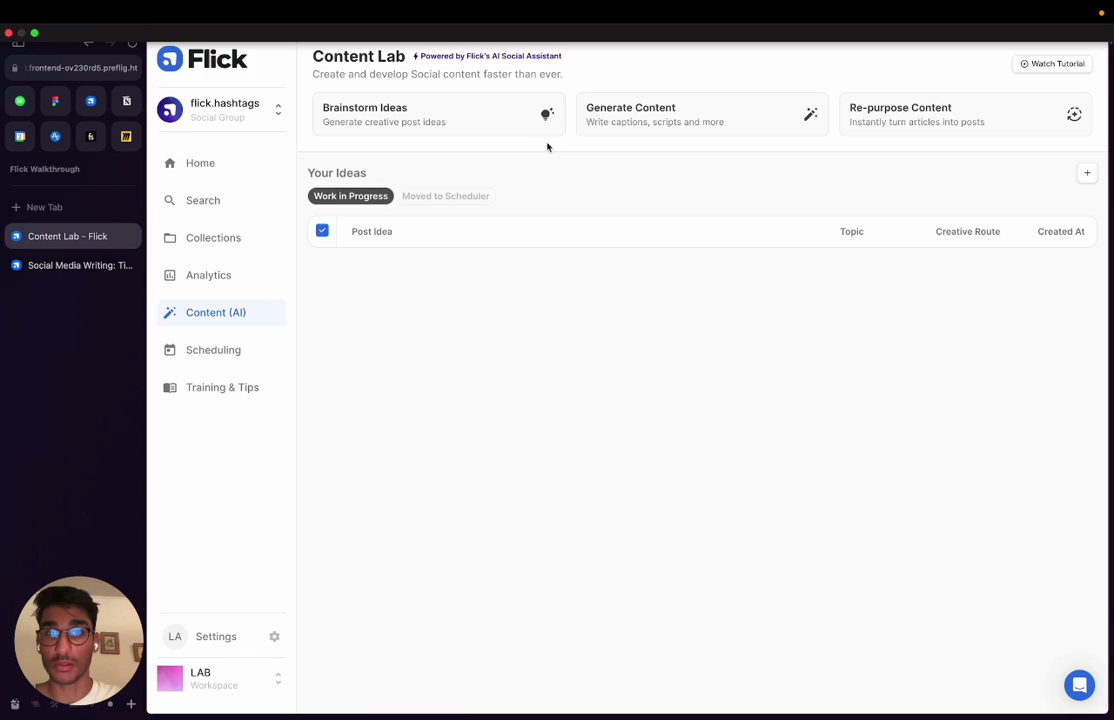 .frontend-ov230rd5.preflig.ht
Flick Walkthrough
New Tab
Content Lab – Flick
Social Media Writing: Ti...
Flick
flick.hashtags
Social Group
Home
Search
Collections
Analytics
Content (AI)
Scheduling
Training & Tips
LA Settings
LAB
Workspace
Content Lab Powered by Flick's AI Social Assistant
Create and develop Social content faster than ever.
Watch Tutorial
Brainstorm Ideas
Generate creative post ideas
Generate Content
Write captions, scripts and more
Re-purpose Content
Instantly turn articles into posts
Your Ideas
Work in Progress Moved to Scheduler
Post Idea Topic Creative Route Created At